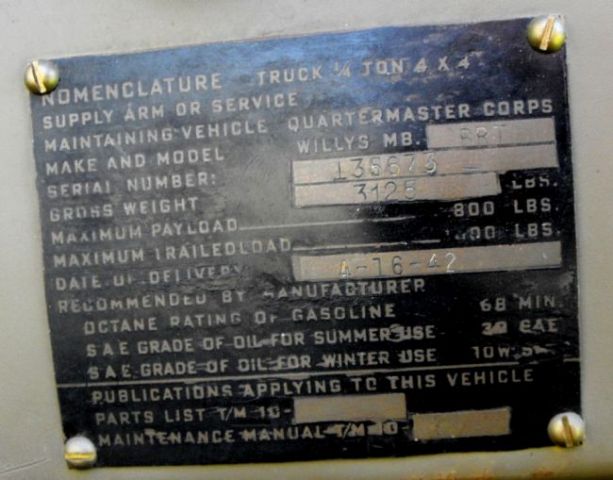 NOMENCLATURE TRUCK 1/4 TON 4 X 4
SUPPLY ARM OR SERVICE
MAINTAINING VEHICLE QUARTERMASTER CORPS
MAKE AND MODEL WILLYS MB.
SERIAL NUMBER: 136673
GROSS WEIGHT 3125 LBS.
MAXIMUM PAYLOAD 800 LBS.
MAXIMUM TRAILEDLOAD LBS.
DATE OF DELIVERY 4-16-42
RECOMMENDED BY MANUFACTURER
OCTANE RATING OF GASOLINE 68 MIN.
S A E GRADE OF OIL FOR SUMMER USE 30 SAE
S A E GRADE OF OIL FOR WINTER USE 10W
PUBLICATIONS APPLYING TO THIS VEHICLE
PARTS LIST T/M 10-
MAINTENANCE MANUAL T/M 10-